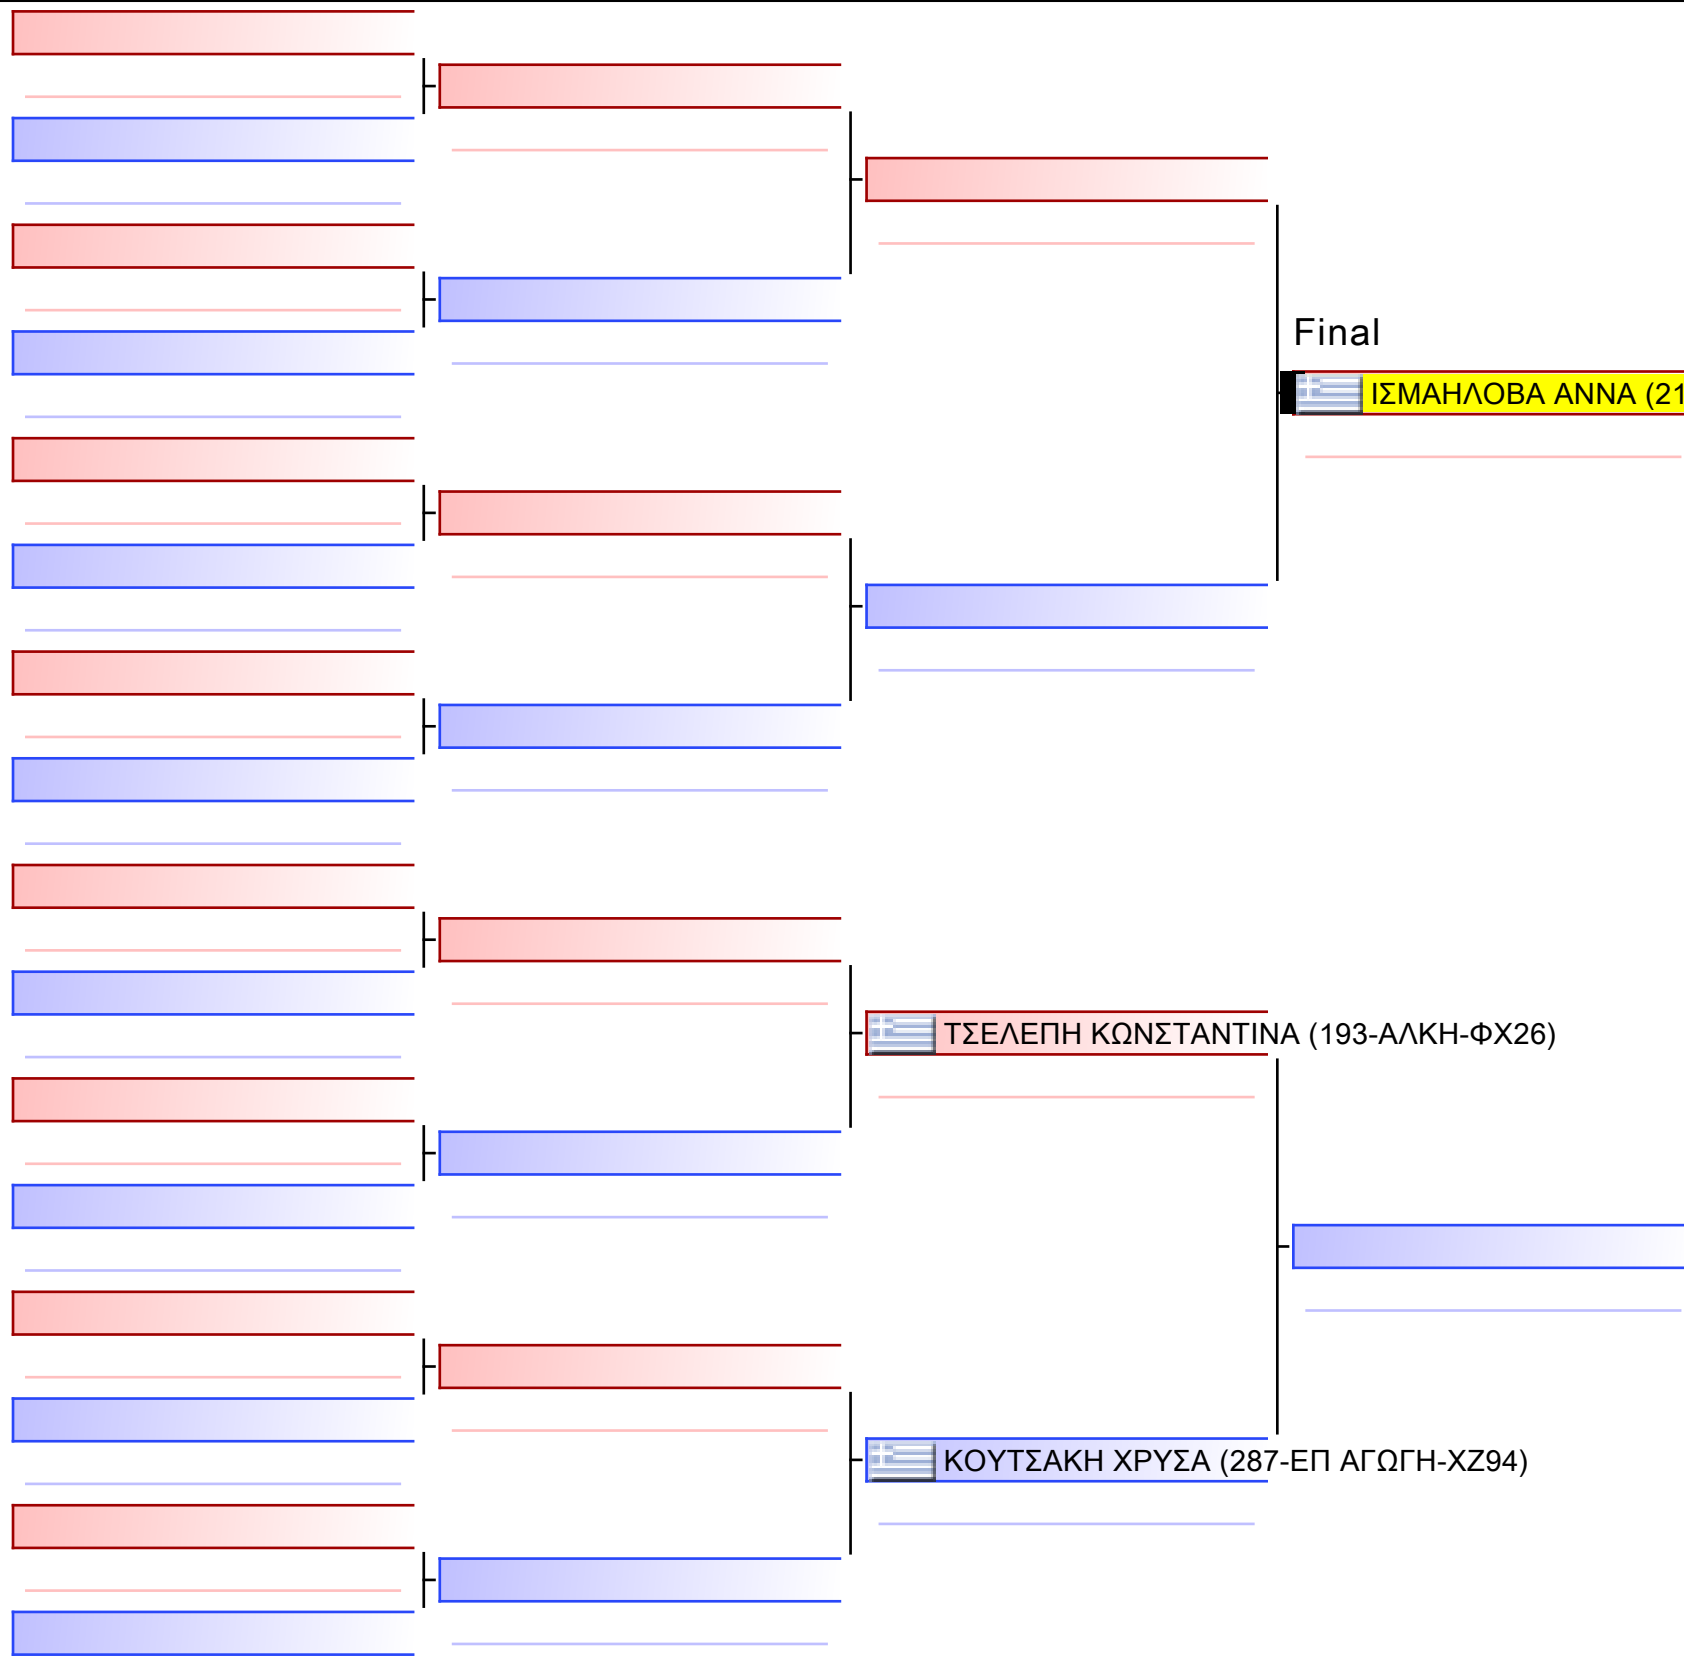 Final
ΙΣΜΑΗΛΟΒΑ ΑΝΝΑ (21
ΤΣΕΛΕΠΗ ΚΩΝΣΤΑΝΤΙΝΑ (193-ΑΛΚΗ-ΦΧ26)
ΚΟΥΤΣΑΚΗ ΧΡΥΣΑ (287-ΕΠ ΑΓΩΓΗ-ΧΖ94)